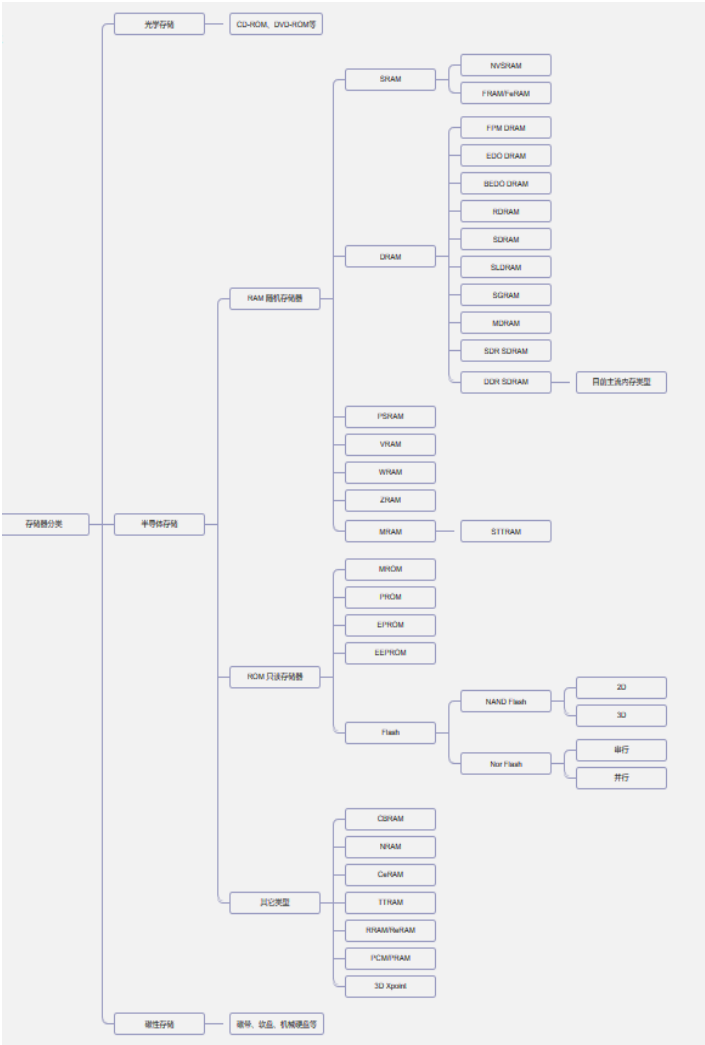 光学存储
CD-ROM、DVD-ROM等
SRAM
NVSRAM
FRAM/FeRAM
DRAM
FPM DRAM
EDO DRAM
BEDO DRAM
RDRAM
SDRAM
SLDRAM
SGRAM
MDRAM
SDR SDRAM
DDR SDRAM
目前主流内存类型
RAM 随机存储器
PSRAM
VRAM
WRAM
ZRAM
MRAM
STTRAM
存储器分类
半导体存储
MROM
PROM
EPROM
EEPROM
ROM 只读存储器
Flash
NAND Flash
2D
3D
Nor Flash
串行
并行
其它类型
CBRAM
NRAM
CeRAM
TTRAM
RRAM/ReRAM
PCM/PRAM
3D Xpoint
磁性存储
磁带、软盘、机械硬盘等